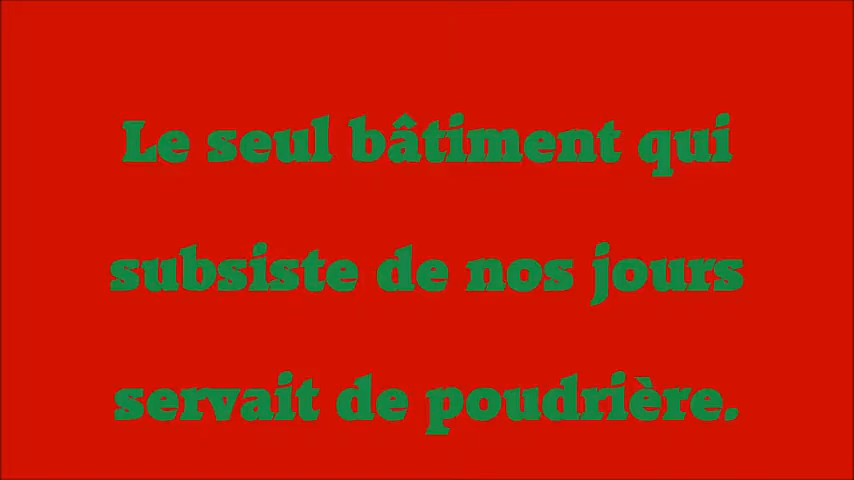 Le seul bâtiment qui
subsiste de nos jours
servait de poudrière.